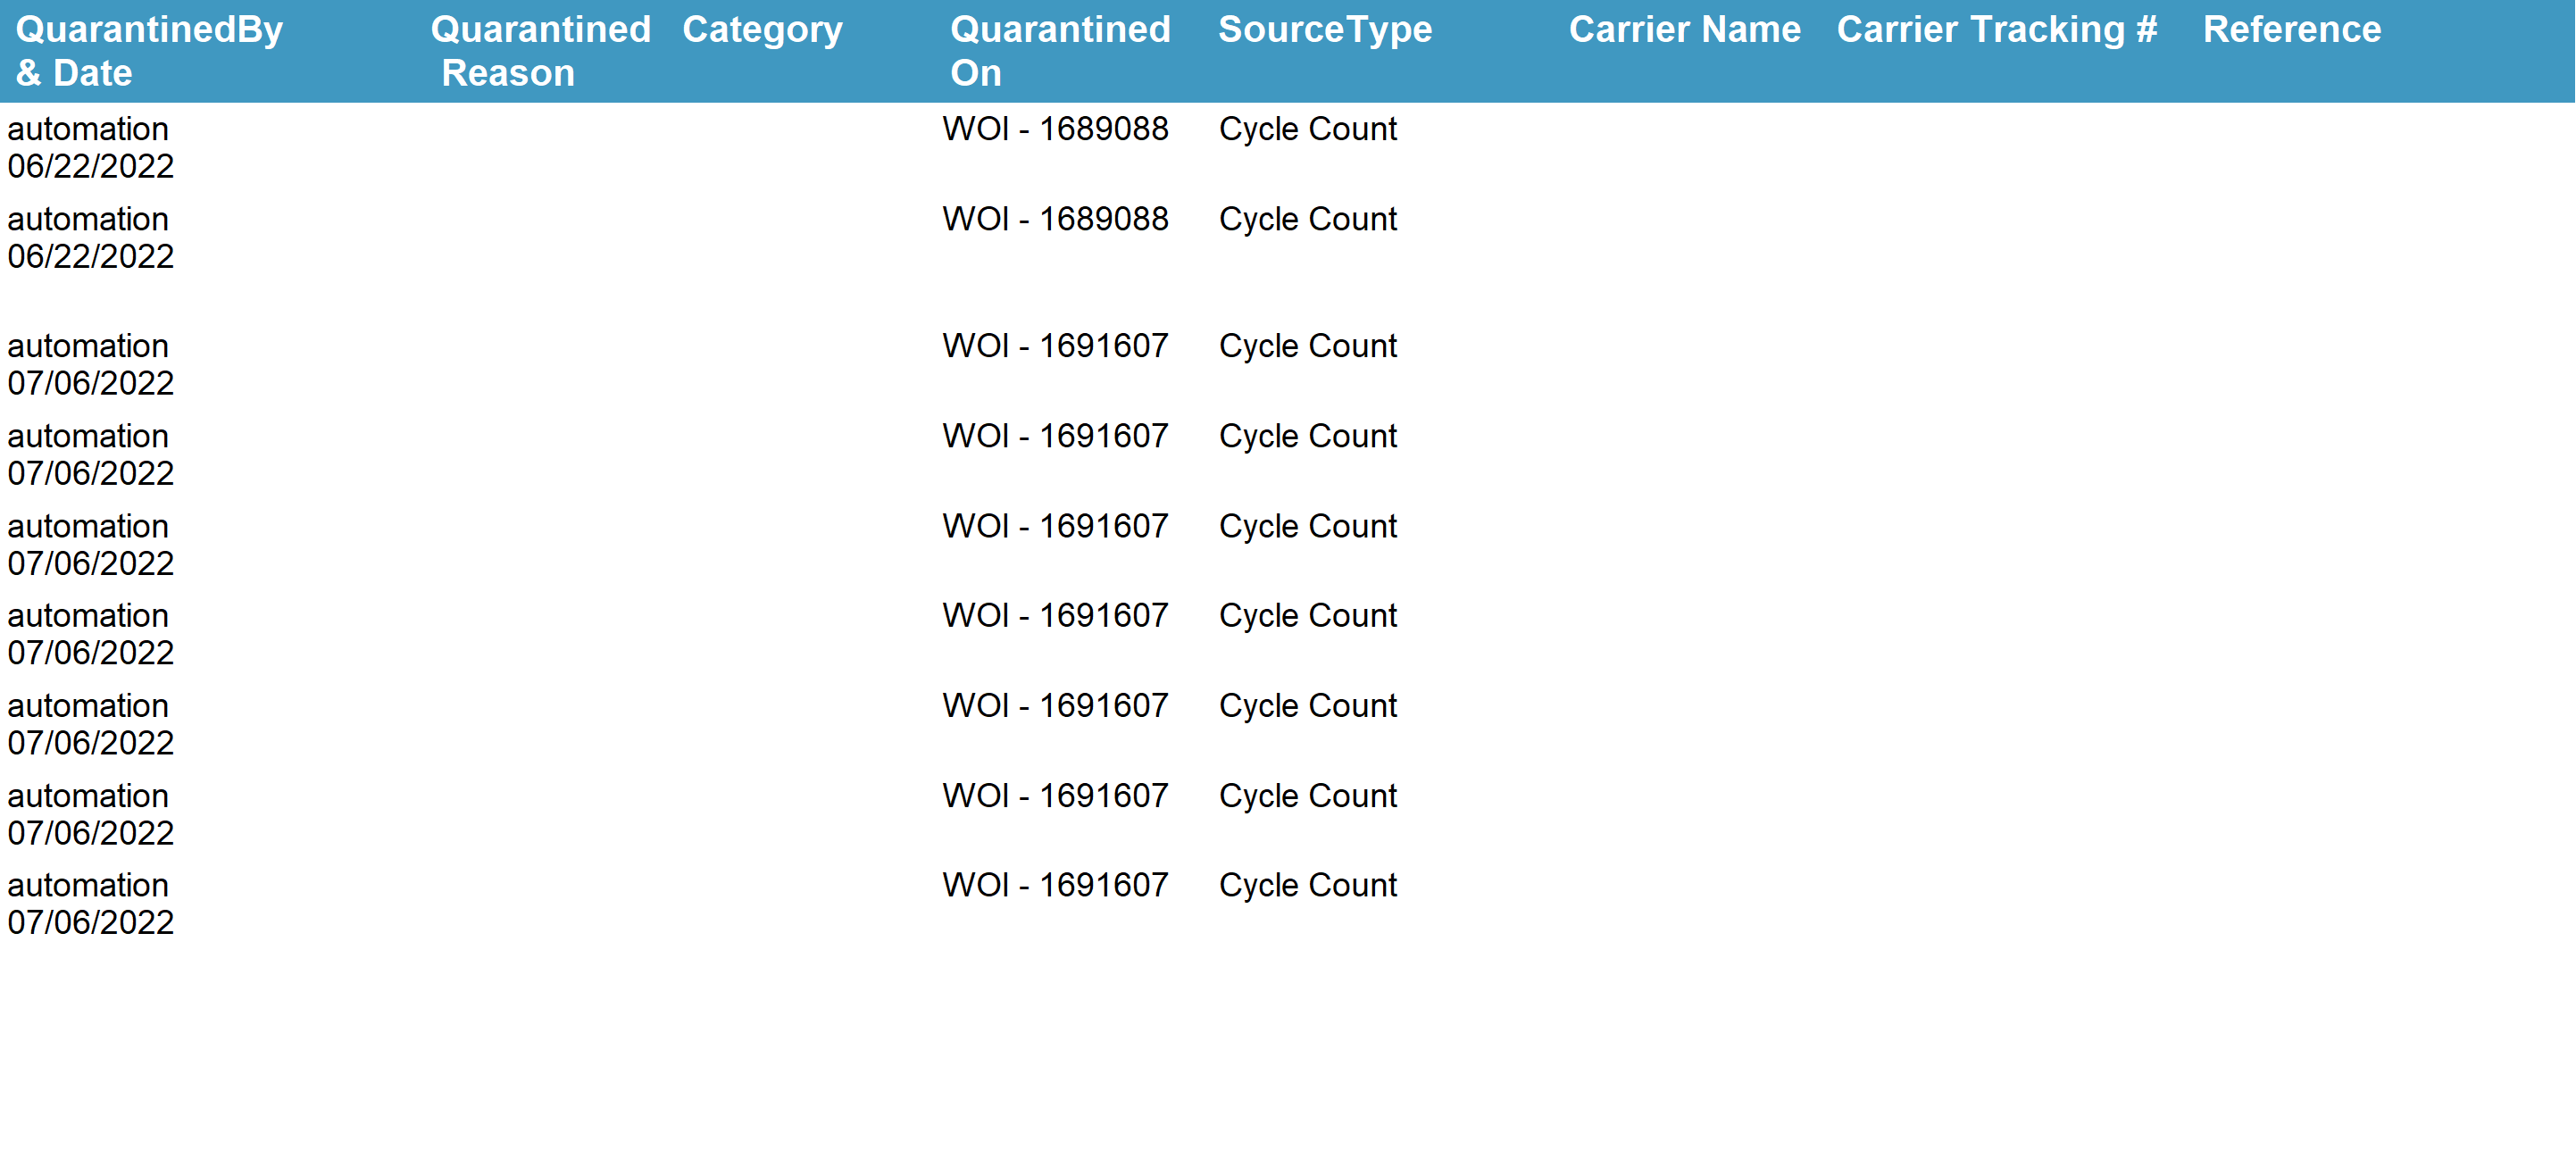 QuarantinedBy Quarantined Category Quarantined SourceType Carrier Name Carrier Tracking # Reference
& Date Reason On
automation WOI - 1689088 Cycle Count
06/22/2022
automation WOI - 1689088 Cycle Count
06/22/2022
automation WOI - 1691607 Cycle Count
07/06/2022
automation WOI - 1691607 Cycle Count
07/06/2022
automation WOI - 1691607 Cycle Count
07/06/2022
automation WOI - 1691607 Cycle Count
07/06/2022
automation WOI - 1691607 Cycle Count
07/06/2022
automation WOI - 1691607 Cycle Count
07/06/2022
automation WOI - 1691607 Cycle Count
07/06/2022